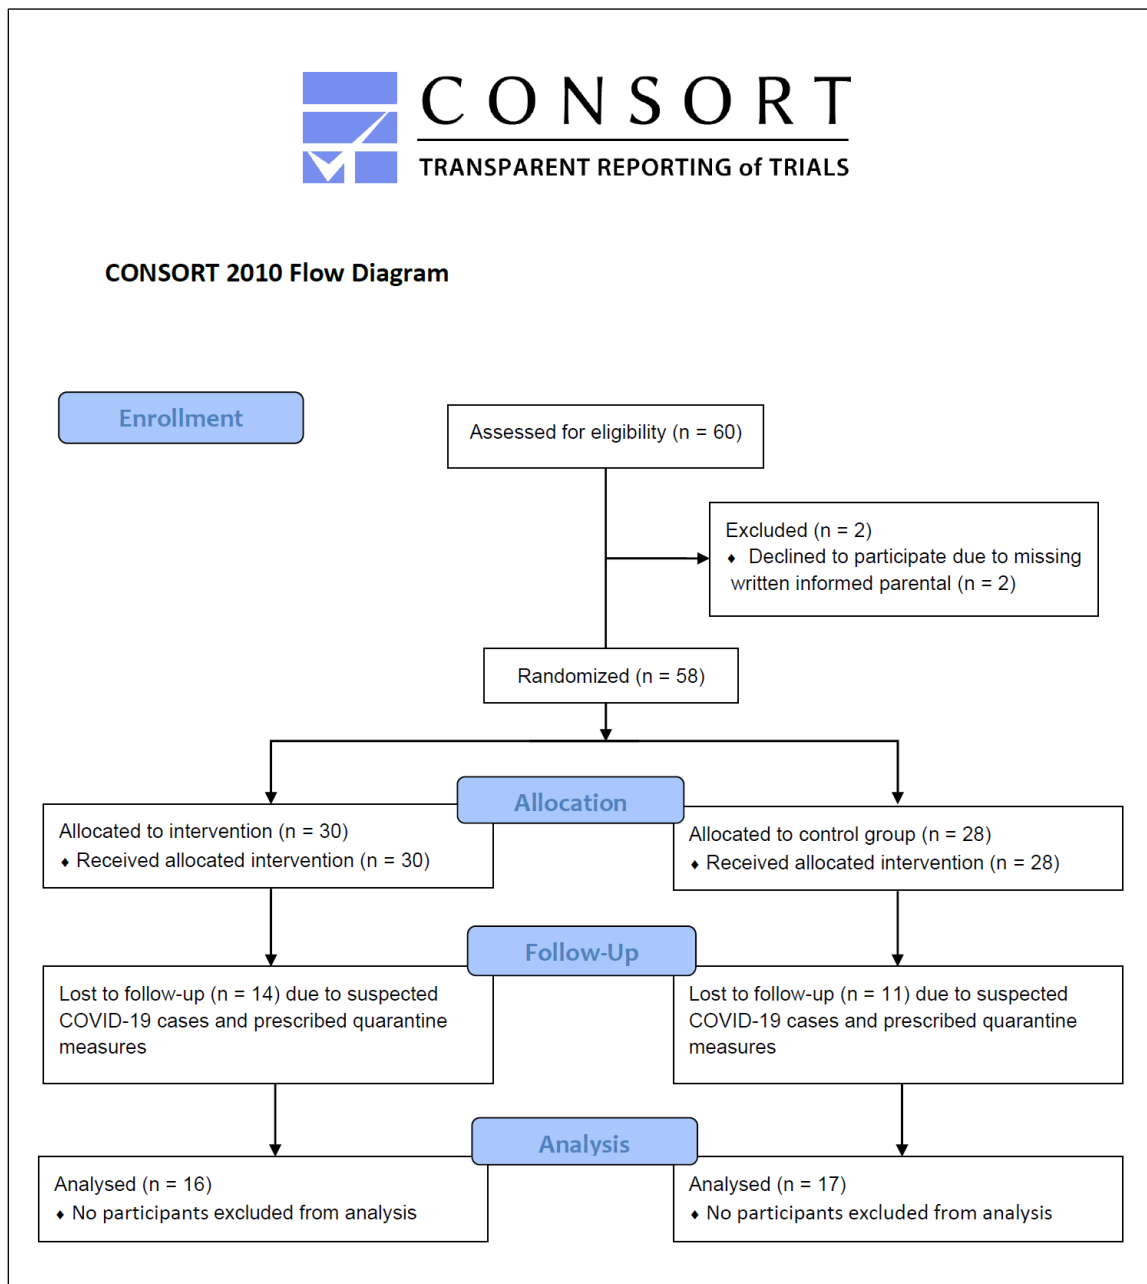 CONSORT
TRANSPARENT REPORTING of TRIALS
CONSORT 2010 Flow Diagram
Enrollment
Assessed for eligibility (n = 60)
Excluded (n = 2)
♦ Declined to participate due to missing
written informed parental (n = 2)
Randomized (n = 58)
Allocation
Allocated to intervention (n = 30)
♦ Received allocated intervention (n = 30)
Allocated to control group (n = 28)
♦ Received allocated intervention (n = 28)
Follow-Up
Lost to follow-up (n = 14) due to suspected
COVID-19 cases and prescribed quarantine
measures
Lost to follow-up (n = 11) due to suspected
COVID-19 cases and prescribed quarantine
measures
Analysis
Analysed (n = 16)
♦ No participants excluded from analysis
Analysed (n = 17)
♦ No participants excluded from analysis